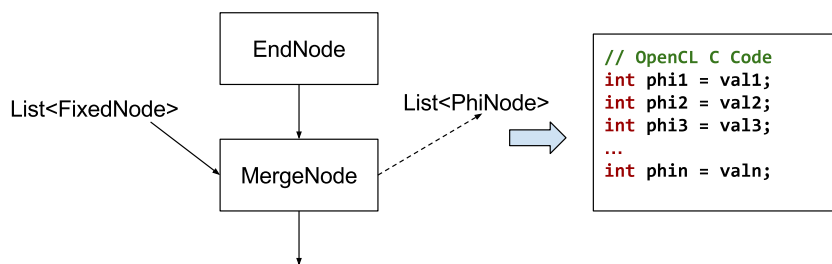 EndNode
List<FixedNode>
List<PhiNode>
MergeNode
// OpenCL C Code
int phi1 = val1;
int phi2 = val2;
int phi3 = val3;
...
int phin = valn;